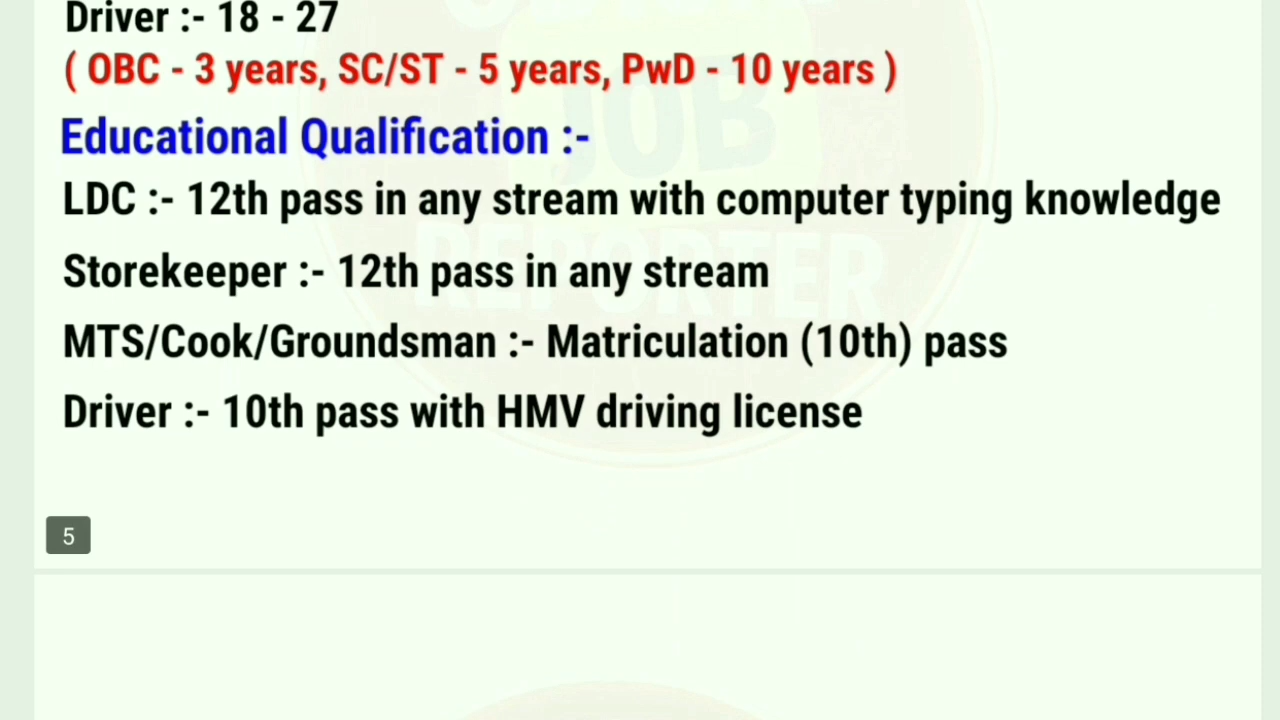 Driver :- 18 - 27
( OBC - 3 years, SC/ST - 5 years, PwD - 10 years )
Educational Qualification :-
LDC :- 12th pass in any stream with computer typing knowledge
Storekeeper :- 12th pass in any stream
MTS/Cook/Groundsman :- Matriculation (10th) pass
Driver :- 10th pass with HMV driving license
5
JOB
REPORTER